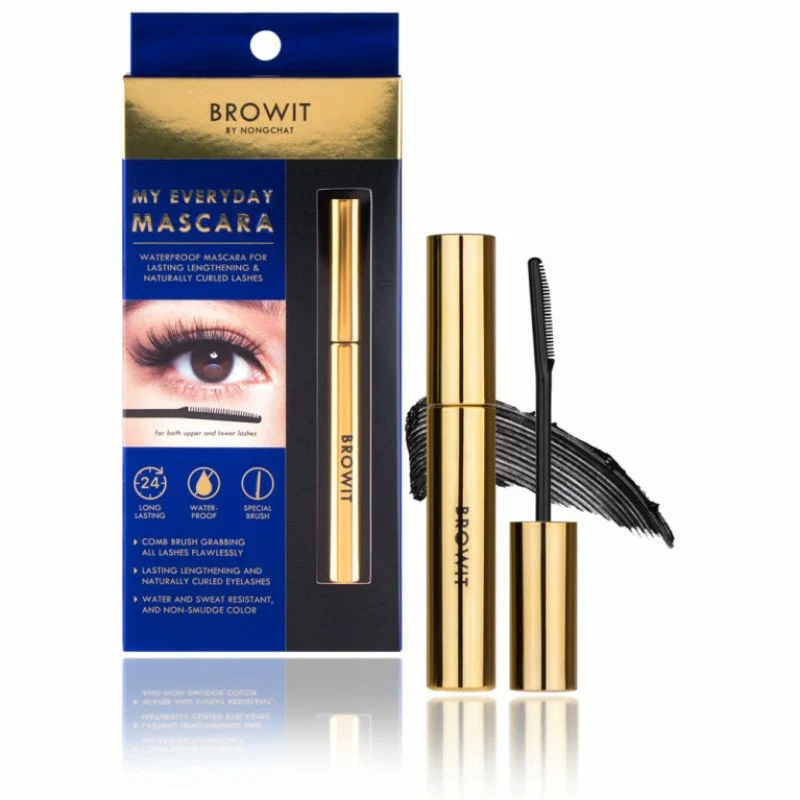 BROWIT
BY NONGCHAT
MY EVERYDAY
MASCARA
WATERPROOF MASCARA FOR
LASTING LENGTHENING &
NATURALLY CURLED LASHES
for both upper and lower lashes
24
LONG
LASTING
WATER-
PROOF
SPECIAL
BRUSH
COMB BRUSH GRABBING
ALL LASHES FLAWLESSLY
LASTING LENGTHENING AND
NATURALLY CURLED EYELASHES
WATER AND SWEAT RESISTANT,
AND NON-SMUDGE COLOR
BROWIT
BROWIT